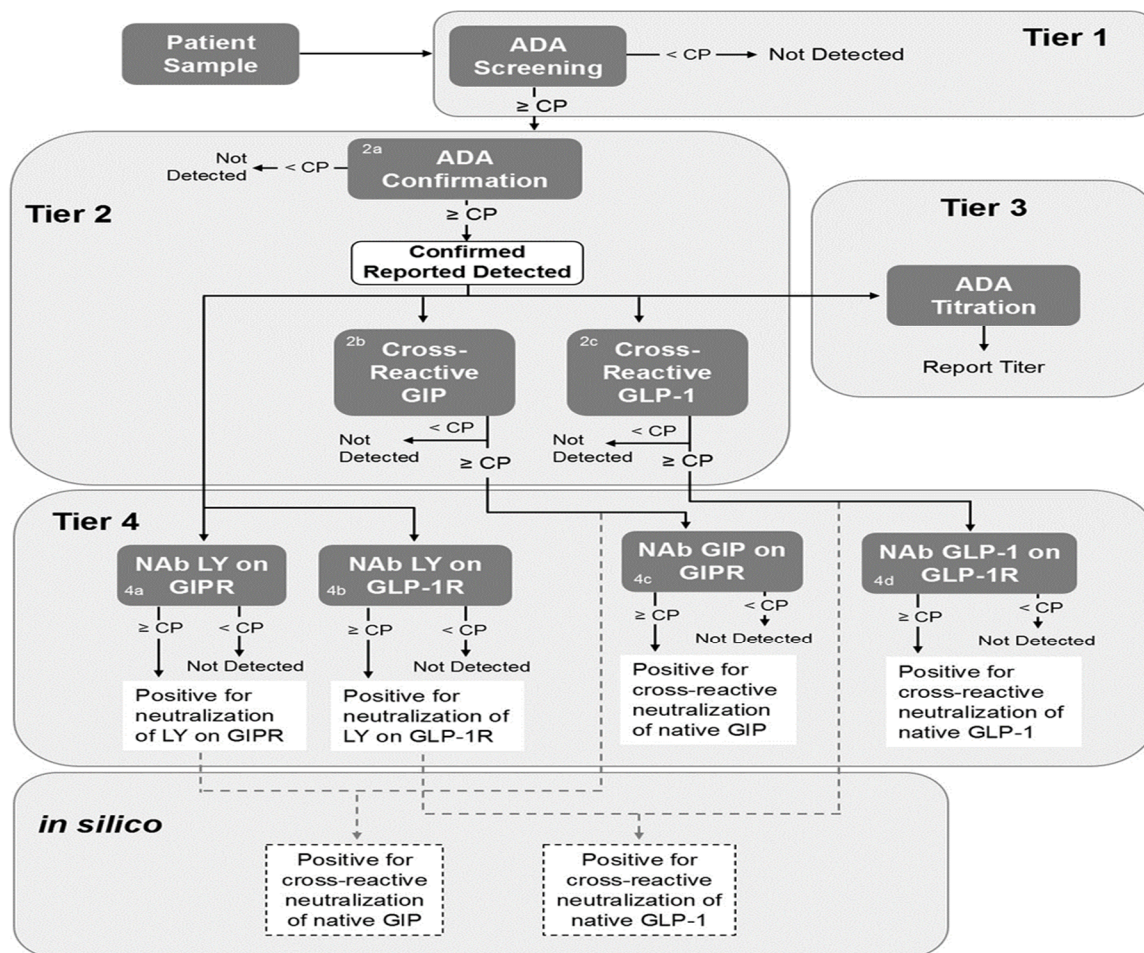 Patient
Sample
ADA
Screening
< CP
Not Detected
Tier 1
≥ CP
Tier 2
2a
ADA
Confirmation
< CP
Not
Detected
≥ CP
Confirmed
Reported Detected
Tier 3
ADA
Titration
Report Titer
2b
Cross-
Reactive
GIP
< CP
Not
Detected
≥ CP
2c
Cross-
Reactive
GLP-1
< CP
Not
Detected
≥ CP
Tier 4
NAb LY on
GIPR
4a
≥ CP
< CP
Not Detected
Positive for
neutralization
of LY on GIPR
NAb LY on
GLP-1R
4b
≥ CP
< CP
Not Detected
Positive for
neutralization of
LY on GLP-1R
NAb GIP on
GIPR
4c
≥ CP
< CP
Not Detected
Positive for
cross-reactive
neutralization
of native GIP
NAb GLP-1 on
GLP-1R
4d
≥ CP
< CP
Not Detected
Positive for
cross-reactive
neutralization of
native GLP-1
in silico
Positive for
cross-reactive
neutralization
of native GIP
Positive for
cross-reactive
neutralization of
native GLP-1